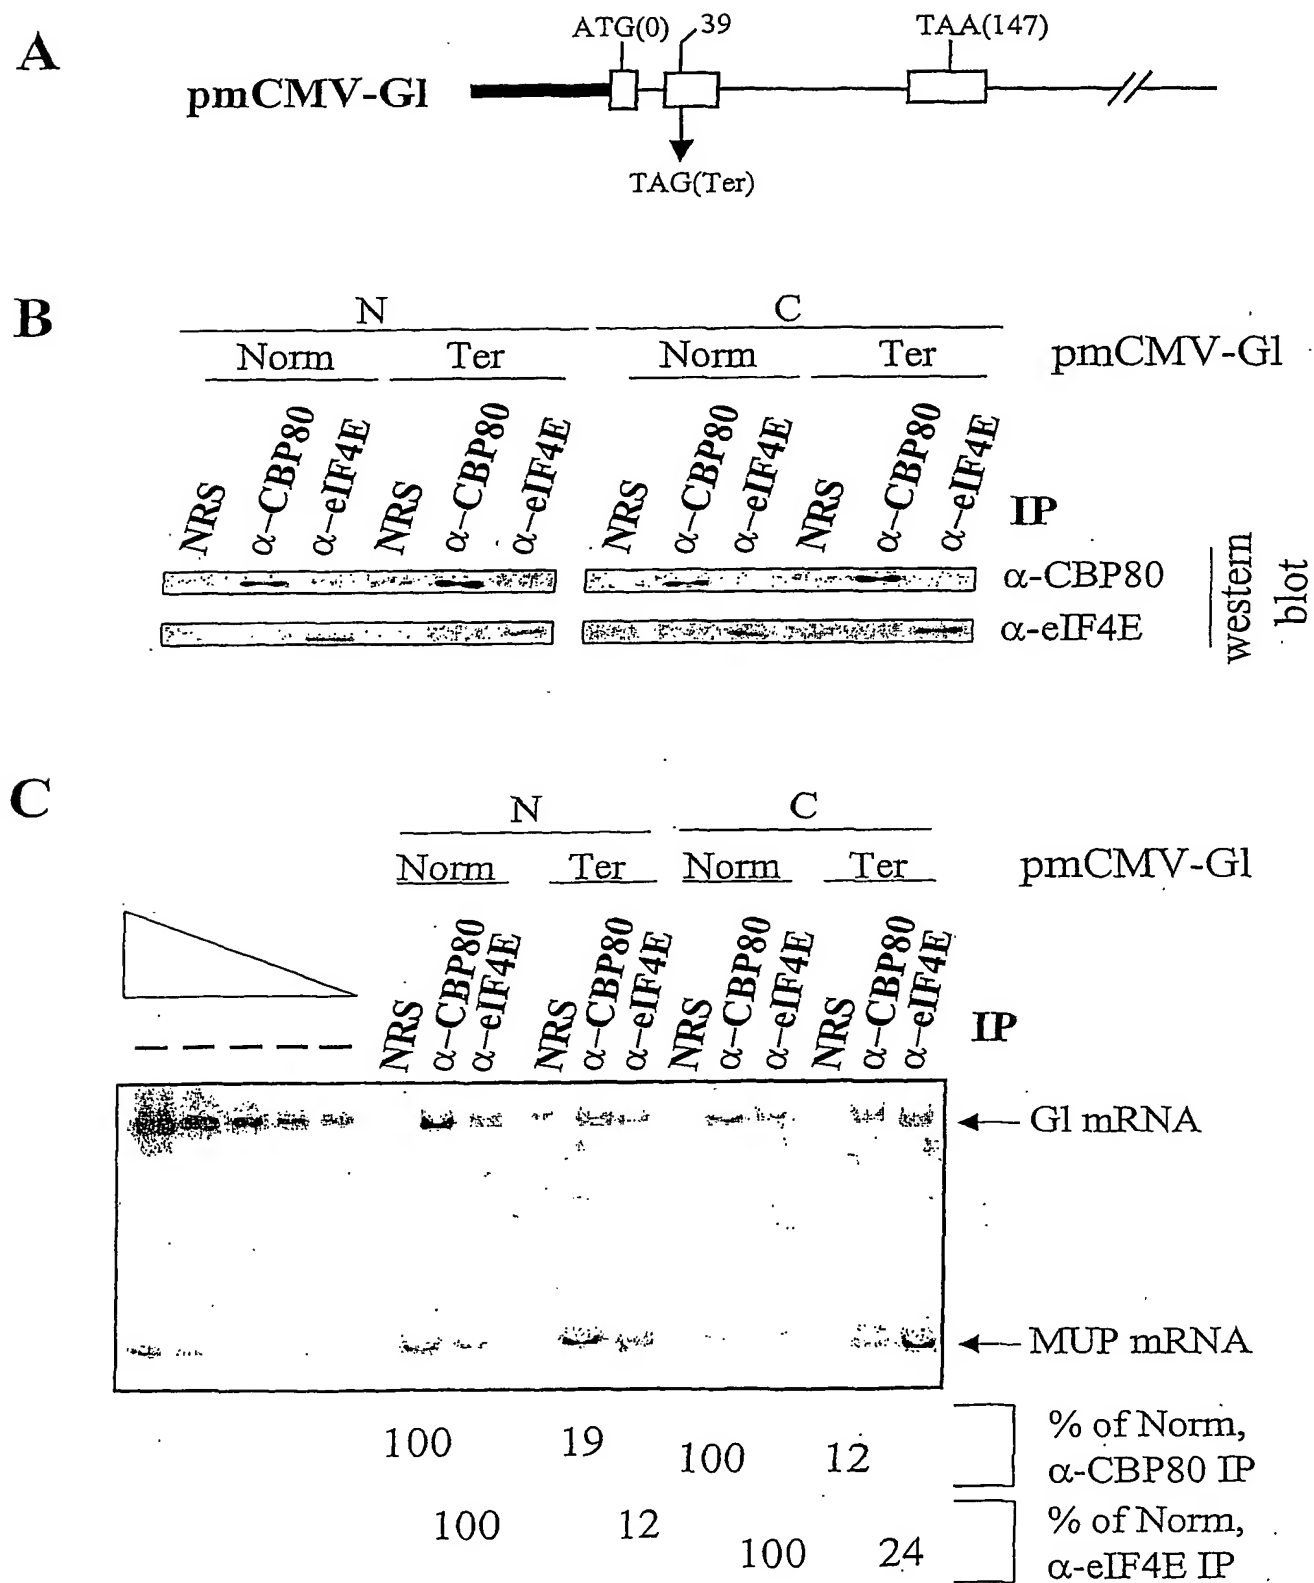 A
ATG(0) 39 TAA(147)
pmCMV-Gl
TAG(Ter)
B
N C
Norm Ter Norm Ter pmCMV-Gl
NRS α–CBP80 α–eIF4E NRS α–CBP80 α–eIF4E NRS α–CBP80 α–eIF4E NRS α–CBP80 α–eIF4E IP
α-CBP80
α-eIF4E
western
blot
C
N C
Norm Ter Norm Ter pmCMV-Gl
NRS α–CBP80 α–eIF4E NRS α–CBP80 α–eIF4E NRS α–CBP80 α–eIF4E NRS α–CBP80 α–eIF4E IP
Gl mRNA
MUP mRNA
100 19 100 12 % of Norm,
α-CBP80 IP
100 12 100 24 % of Norm,
α-eIF4E IP